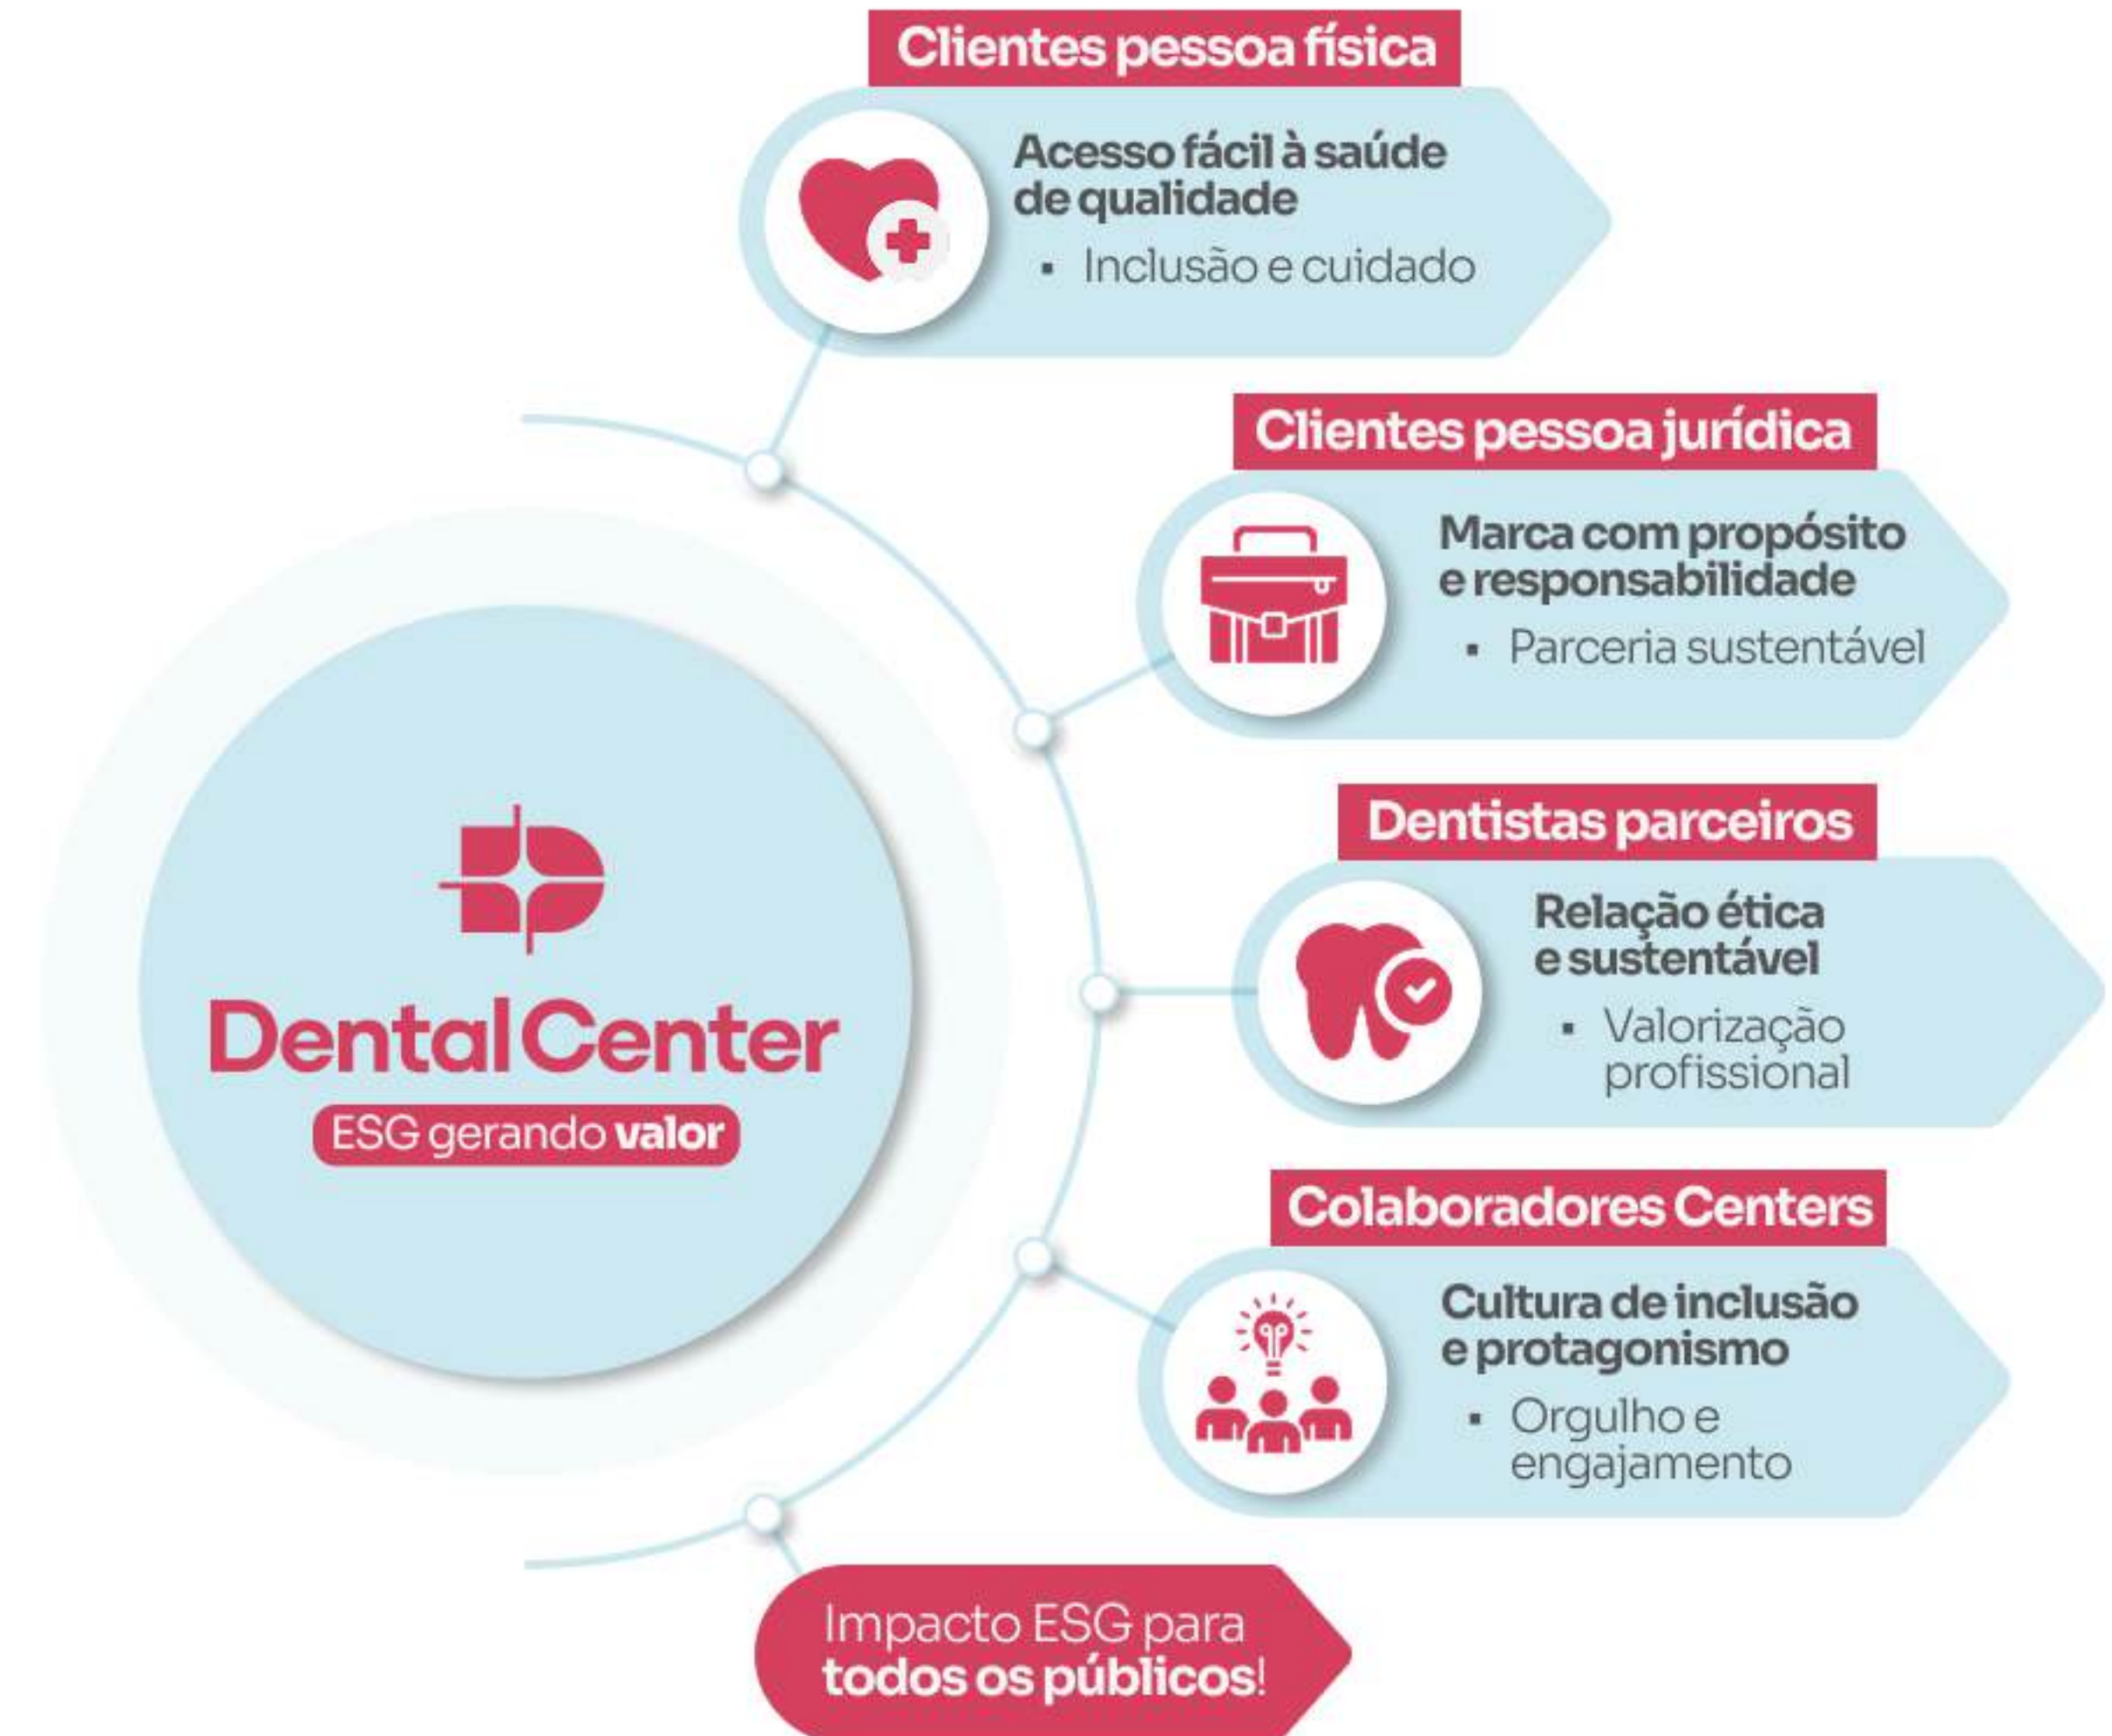 Clientes pessoa física
Acesso fácil à saúde
de qualidade
▪ Inclusão e cuidado
Clientes pessoa jurídica
Marca com propósito
e responsabilidade
▪ Parceria sustentável
Dental Center
ESG gerando valor
Dentistas parceiros
Relação ética
e sustentável
▪ Valorização
profissional
Colaboradores Centers
Cultura de inclusão
e protagonismo
▪ Orgulho e
engajamento
Impacto ESG para
todos os públicos!